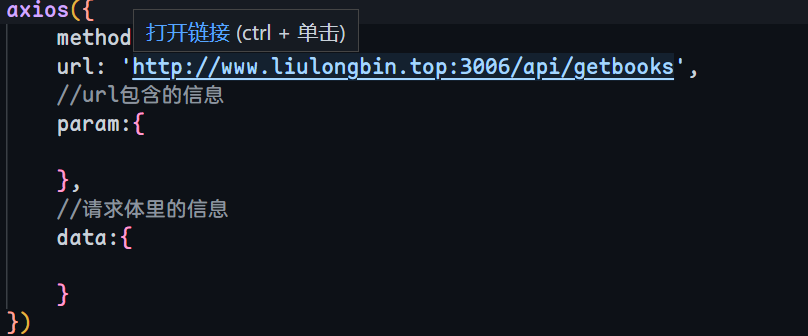 axios({
打开链接 (ctrl + 单击)
method
url: 'http://www.liulongbin.top:3006/api/getbooks',
//url包含的信息
param:{
},
//请求体里的信息
data:{
}
})